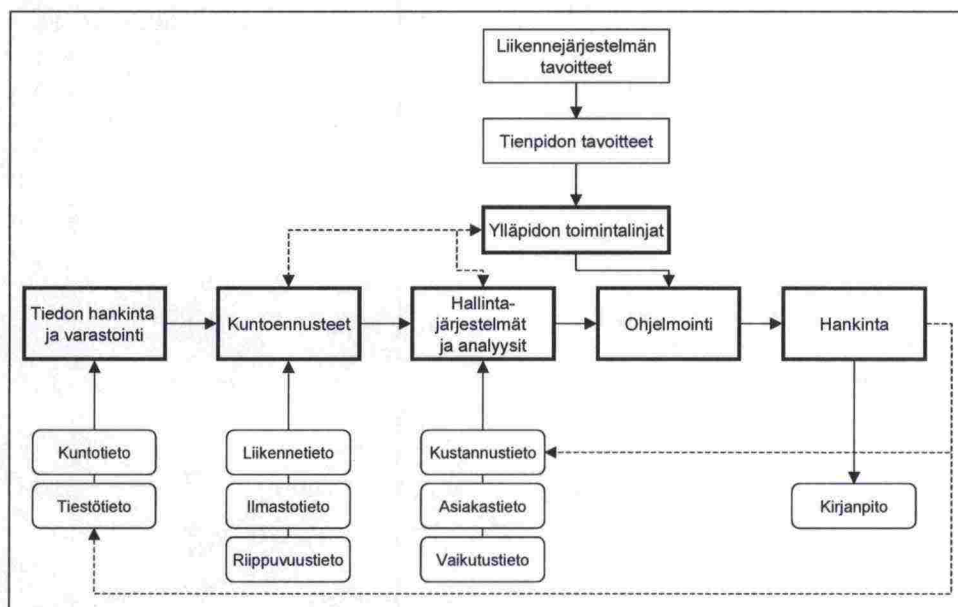 Liikennejärjestelmän
tavoitteet
Tienpidon tavoitteet
Ylläpidon toimintalinjat
Tiedon hankinta
ja varastointi
Kuntoennusteet
Hallinta-
järjestelmät
ja analyysit
Ohjelmointi
Hankinta
Kuntotieto
Liikennetieto
Kustannustieto
Tiestötieto
Ilmastotieto
Asiakastieto
Kirjanpito
Riippuvuustieto
Vaikutustieto